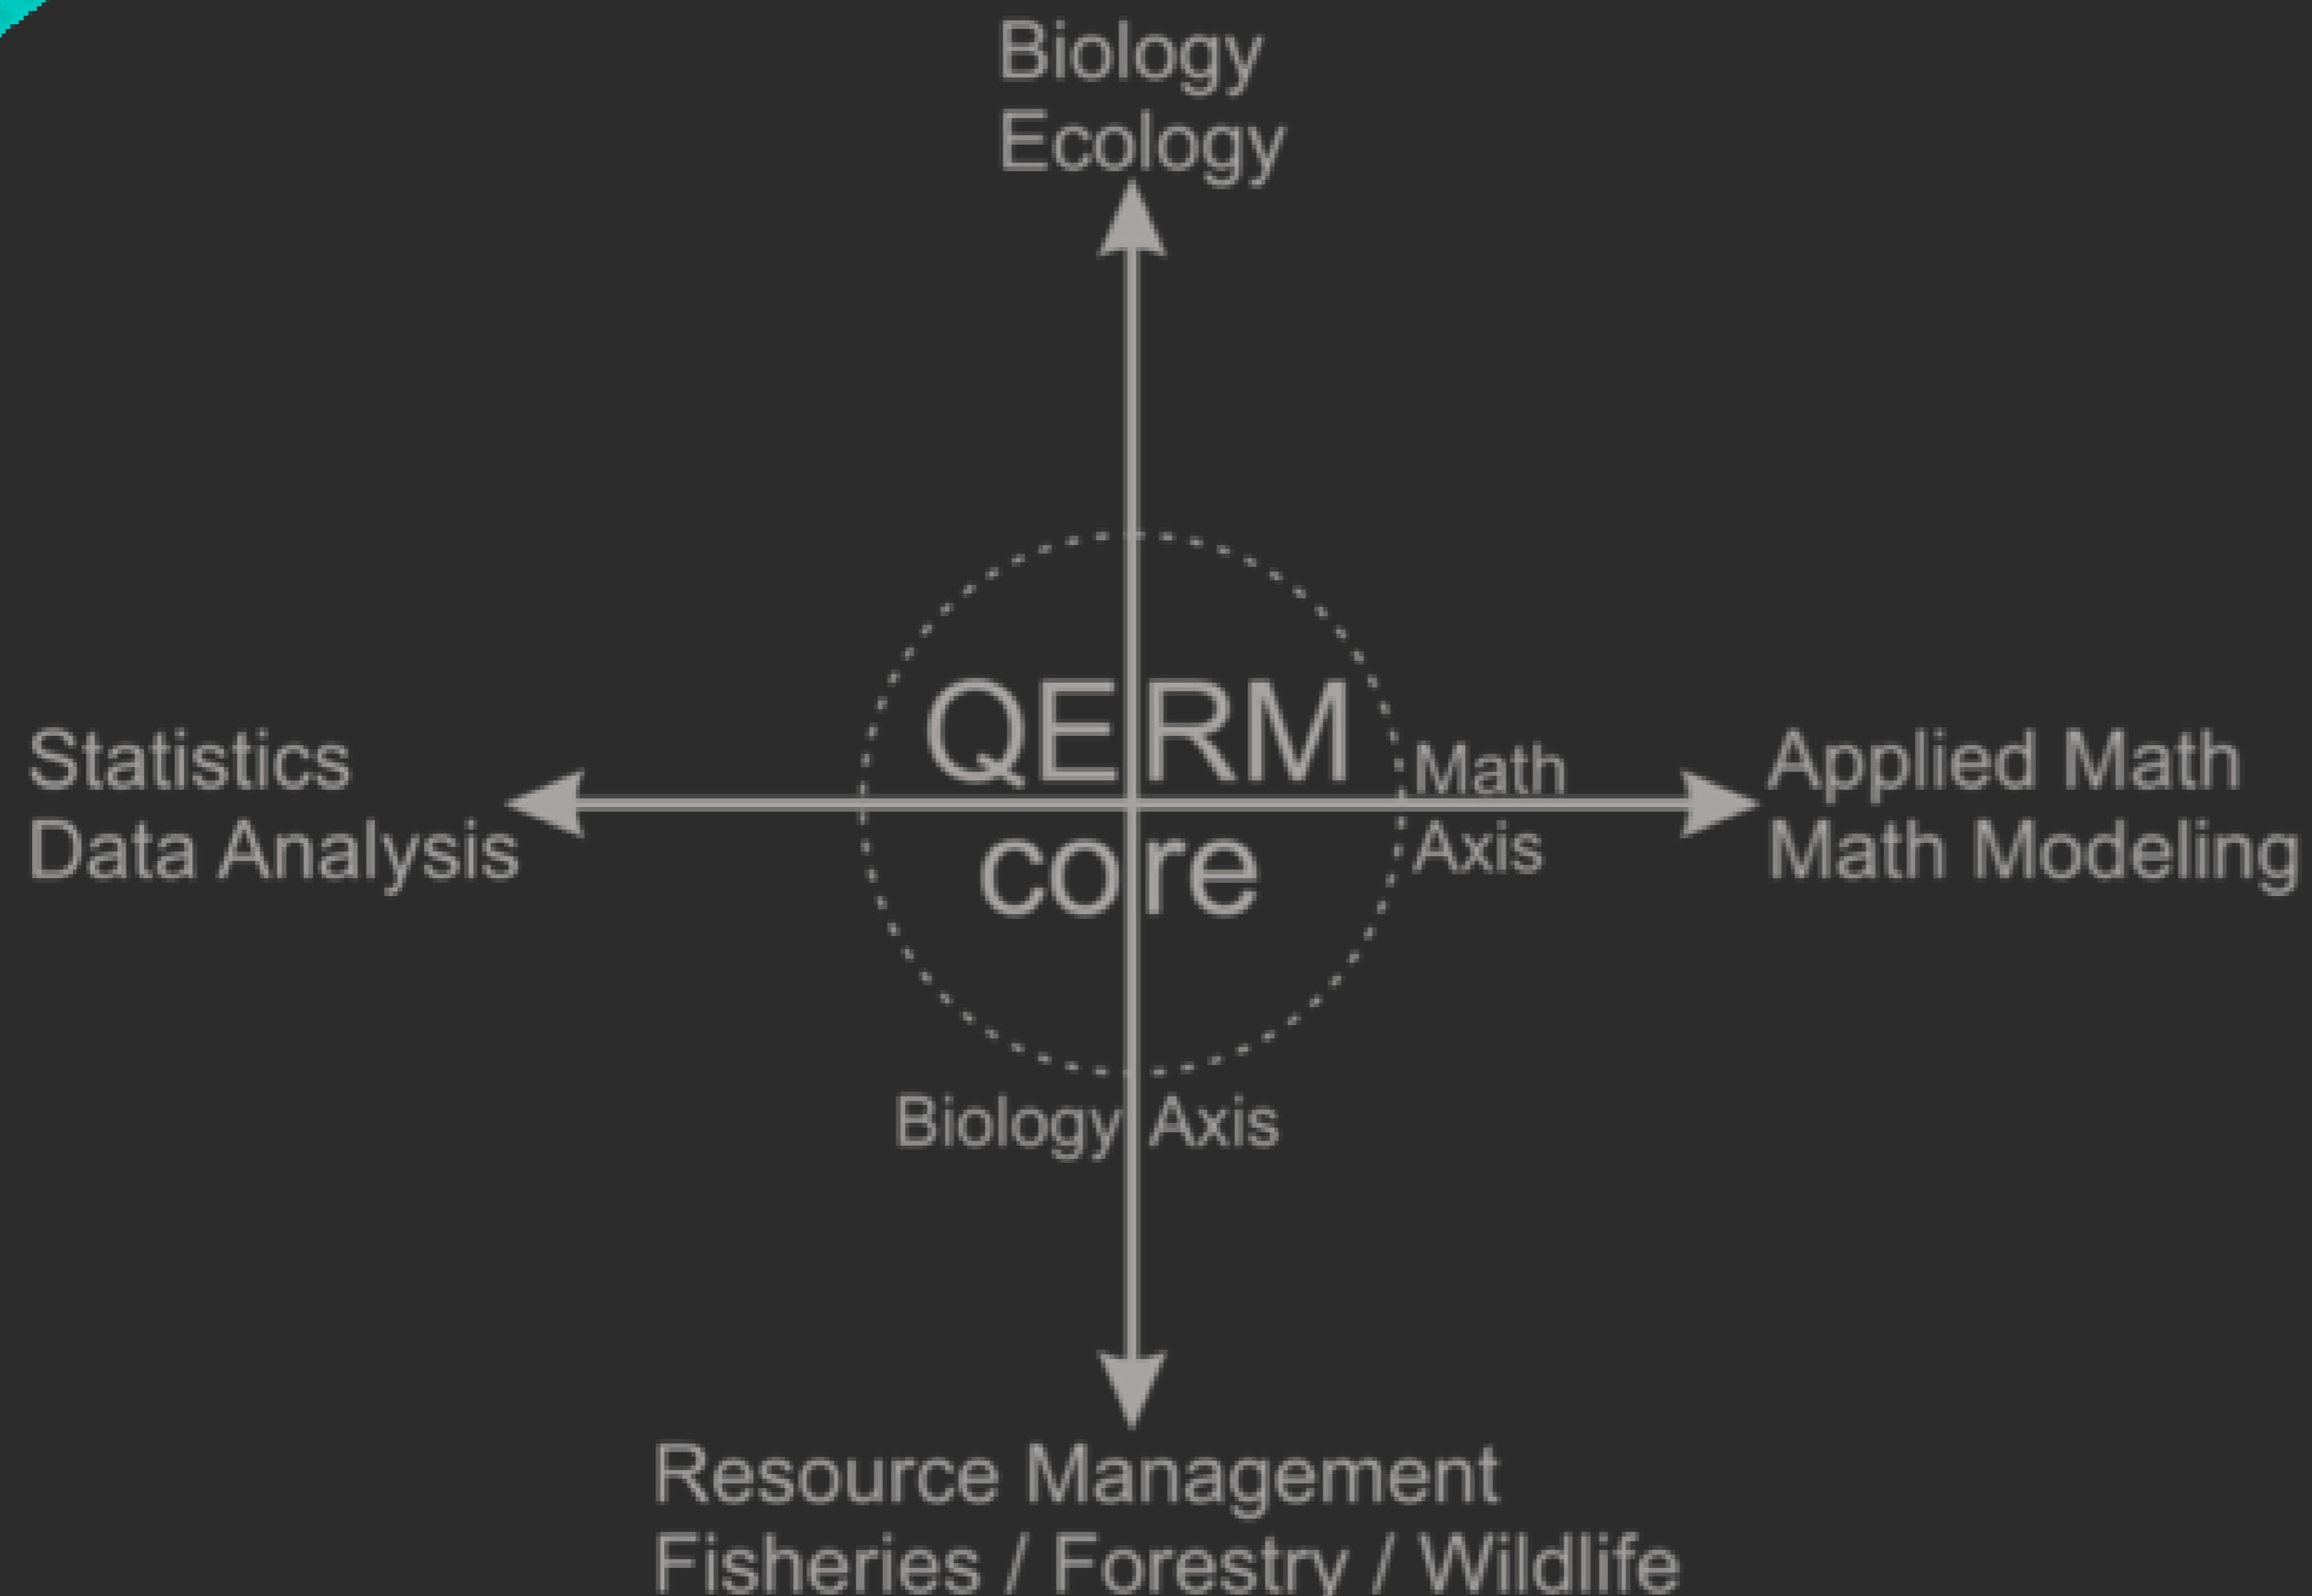 Biology
Ecology
QERM
core
Statistics
Data Analysis
Math
Axis
Applied Math
Math Modeling
Biology Axis
Resource Management
Fisheries / Forestry / Wildlife